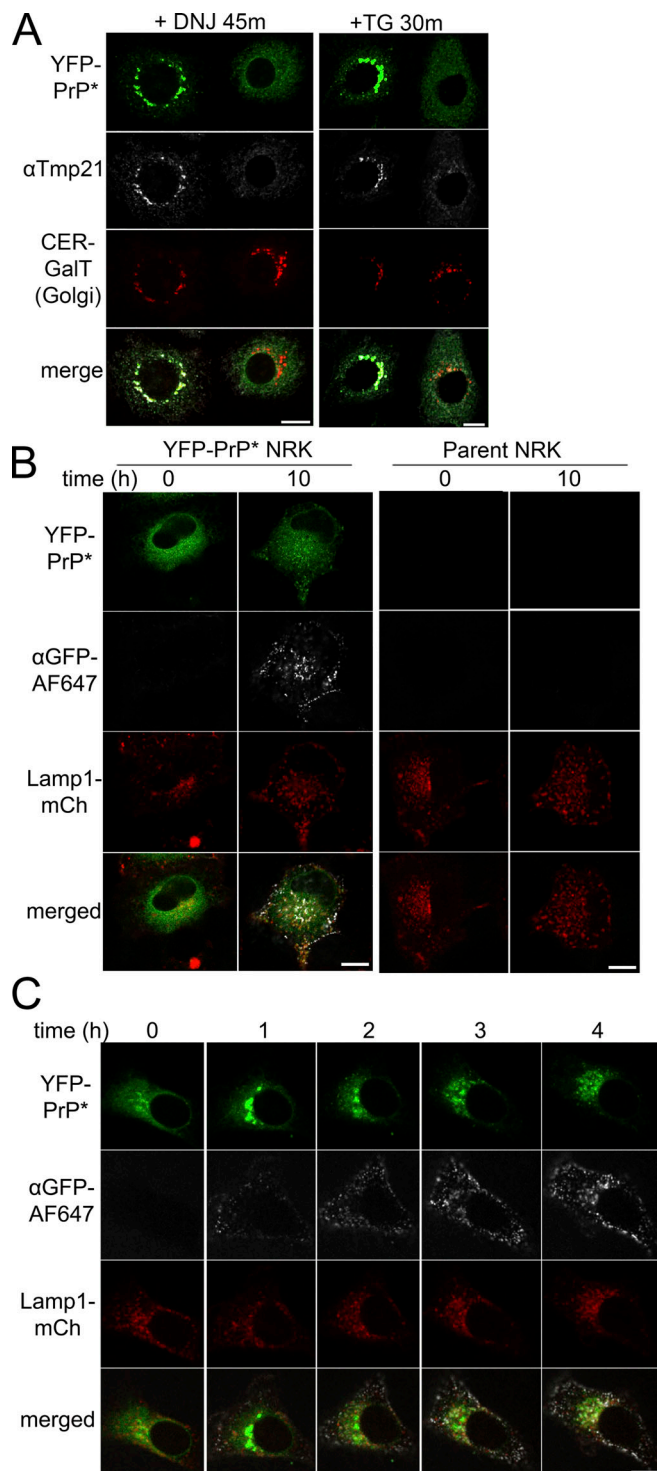 A
+ DNJ 45m
+TG 30m
YFP-
PrP*
αTmp21
CER-
GalT
(Golgi)
merge
B
YFP-PrP* NRK
Parent NRK
time (h)
0
10
0
10
YFP-
PrP*
αGFP-
AF647
Lamp1-
mCh
merged
C
time (h)
0
1
2
3
4
YFP-
PrP*
αGFP-
AF647
Lamp1-
mCh
merged